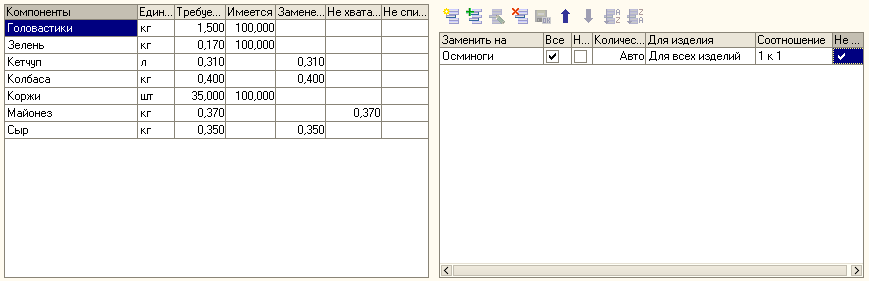 Компоненты Един... Требуе... Имеется Замене... Не хвата... Не спи...
Головастики кг 1,500 100,000
Зелень кг 0,170 100,000
Кетчуп л 0,310 0,310
Колбаса кг 0,400 0,400
Коржи шт 35,000 100,000
Майонез кг 0,370 0,370
Сыр кг 0,350 0,350
Заменить на Все Н... Количес... Для изделия Соотношение Не ...
Осминоги Авто Для всех изделий 1 к 1